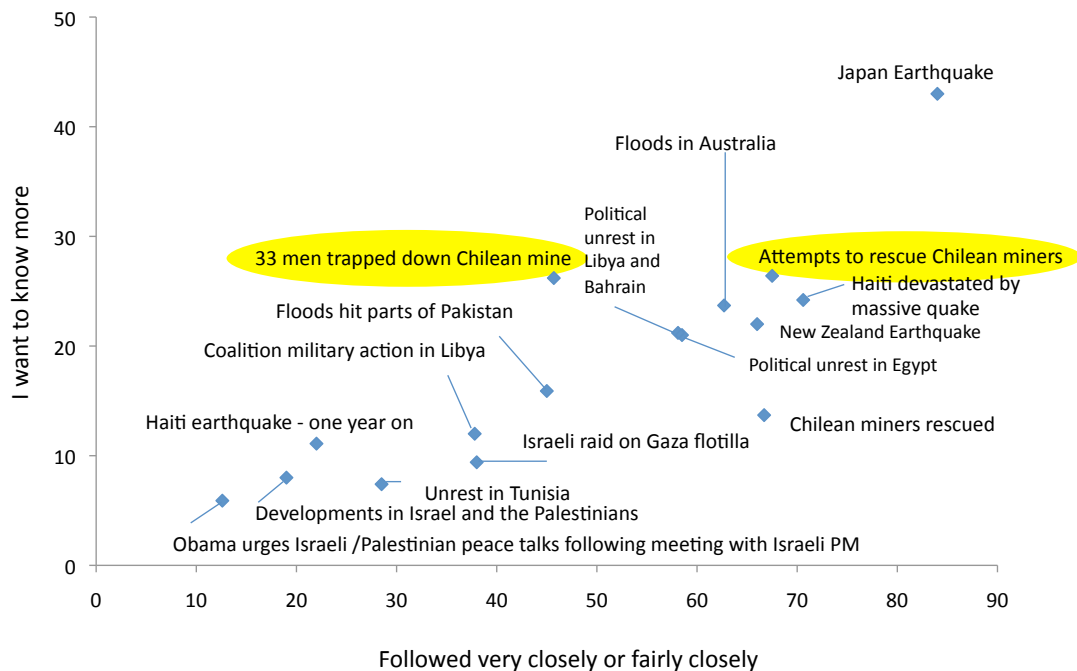 50
Japan Earthquake
40
Floods in Australia
Political
unrest in
Libya and
Bahrain
30
33 men trapped down Chilean mine
Attempts to rescue Chilean miners
Haiti devastated by
massive quake
Floods hit parts of Pakistan
New Zealand Earthquake
Coalition military action in Libya
20
Political unrest in Egypt
Haiti earthquake - one year on
Chilean miners rescued
Israeli raid on Gaza flotilla
10
Unrest in Tunisia
Developments in Israel and the Palestinians
Obama urges Israeli /Palestinian peace talks following meeting with Israeli PM
0
I want to know more
0 10 20 30 40 50 60 70 80 90
Followed very closely or fairly closely